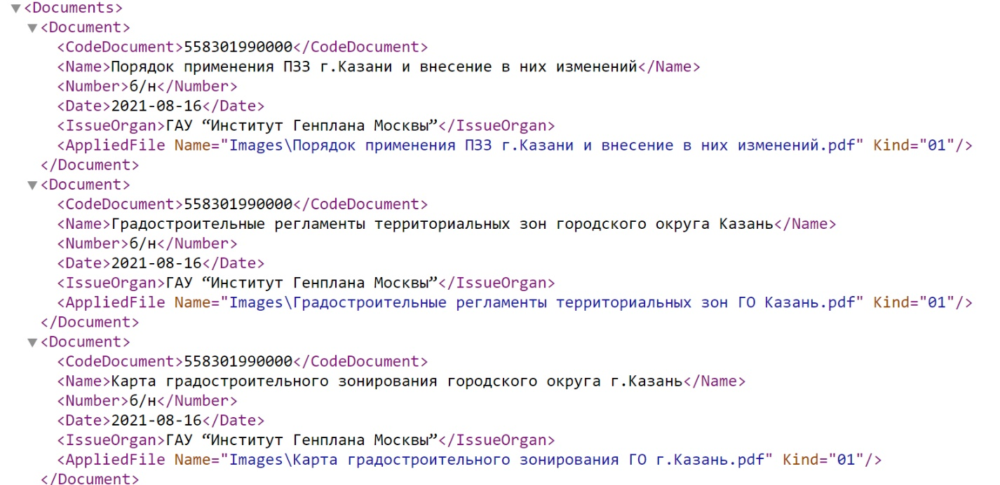 <Documents>
<Document>
<CodeDocument>558301990000</CodeDocument>
<Name>Порядок применения ПЗЗ г.Казани и внесение в них изменений</Name>
<Number>б/н</Number>
<Date>2021-08-16</Date>
<IssueOrgan>ГАУ “Институт Генплана Москвы”</IssueOrgan>
<AppliedFile Name="Images\Порядок применения ПЗЗ г.Казани и внесение в них изменений.pdf" Kind="01"/>
</Document>
<Document>
<CodeDocument>558301990000</CodeDocument>
<Name>Градостроительные регламенты территориальных зон городского округа Казань</Name>
<Number>б/н</Number>
<Date>2021-08-16</Date>
<IssueOrgan>ГАУ “Институт Генплана Москвы”</IssueOrgan>
<AppliedFile Name="Images\Градостроительные регламенты территориальных зон ГО Казань.pdf" Kind="01"/>
</Document>
<Document>
<CodeDocument>558301990000</CodeDocument>
<Name>Карта градостроительного зонирования городского округа г.Казань</Name>
<Number>б/н</Number>
<Date>2021-08-16</Date>
<IssueOrgan>ГАУ “Институт Генплана Москвы”</IssueOrgan>
<AppliedFile Name="Images\Карта градостроительного зонирования ГО г.Казань.pdf" Kind="01"/>
</Document>